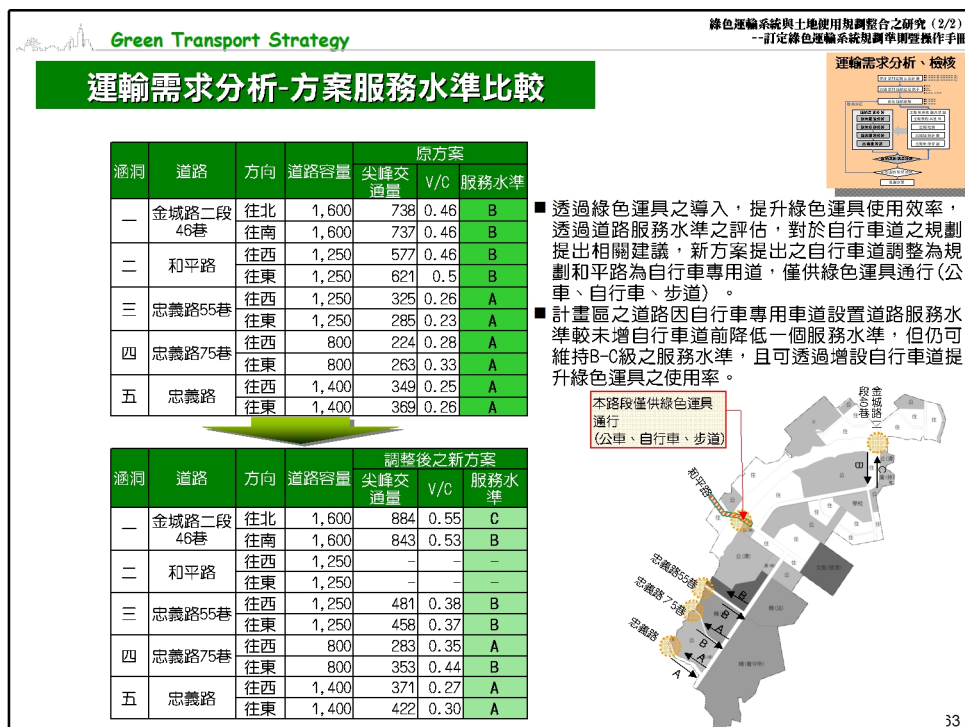 Green Transport Strategy
綠色運輸系統與土地使用規劃整合之研究(2/2)
--訂定綠色運輸系統規劃準則暨操作手冊
運輸需求分析-方案服務水準比較
運輸需求分析、檢核
涵洞 道路 方向 道路容量 原方案
尖峰交通量 V/C 服務水準
一 金城路二段46巷 往北 1,600 738 0.46 B
往南 1,600 737 0.46 B
二 和平路 往西 1,250 577 0.46 B
往東 1,250 621 0.5 B
三 忠義路55巷 往西 1,250 325 0.26 A
往東 1,250 285 0.23 A
四 忠義路75巷 往西 800 224 0.28 A
往東 800 263 0.33 A
五 忠義路 往西 1,400 349 0.25 A
往東 1,400 369 0.26 A
涵洞 道路 方向 道路容量 調整後之新方案
尖峰交通量 V/C 服務水準
一 金城路二段46巷 往北 1,600 884 0.55 C
往南 1,600 843 0.53 B
二 和平路 往西 1,250 – – –
往東 1,250 – – –
三 忠義路55巷 往西 1,250 481 0.38 B
往東 1,250 458 0.37 B
四 忠義路75巷 往西 800 283 0.35 A
往東 800 353 0.44 B
五 忠義路 往西 1,400 371 0.27 A
往東 1,400 422 0.30 A
■ 透過綠色運具之導入，提升綠色運具使用效率，
透過道路服務水準之評估，對於自行車道之規劃
提出相關建議，新方案提出之自行車道調整為規
劃和平路為自行車專用道，僅供綠色運具通行(公
車、自行車、步道)。
■ 計畫區之道路因自行車專用車道設置道路服務水
準較未增自行車道前降低一個服務水準，但仍可
維持B-C級之服務水準，且可透過增設自行車道提
升綠色運具之使用率。
本路段僅供綠色運具
通行
(公車、自行車、步道)
和平路
忠義路55巷
忠義路75巷
忠義路
B
C
B
B
A
B
A
A
33